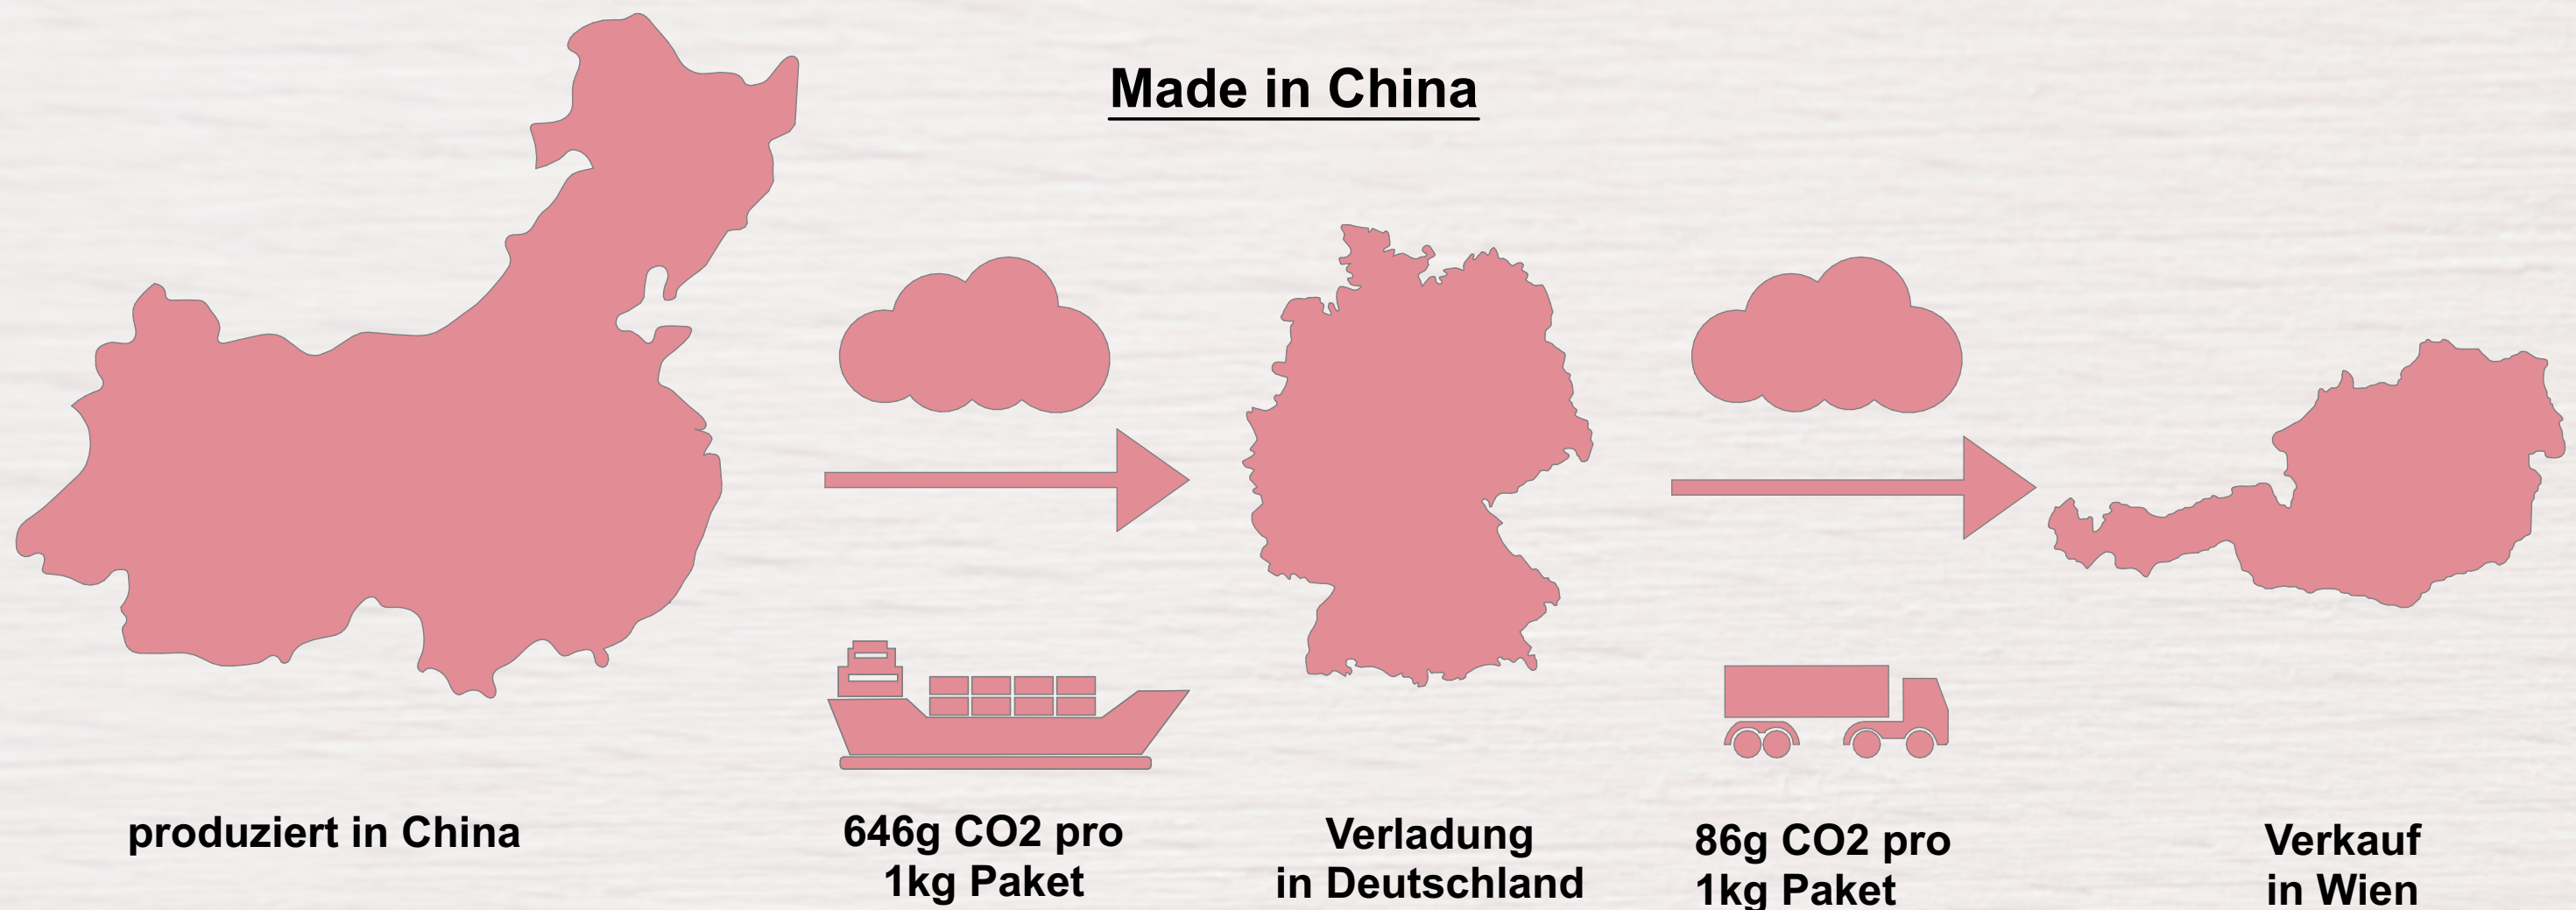 Made in China
produziert in China
646g CO2 pro
1kg Paket
Verladung
in Deutschland
86g CO2 pro
1kg Paket
Verkauf
in Wien